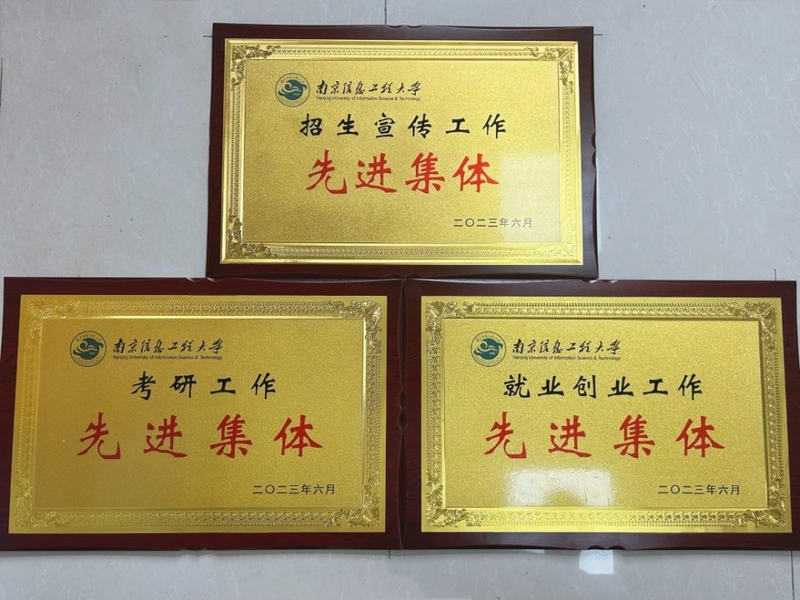 南京信息工程大学
Nanjing University of Information Science & Technology
招生宣传工作
先进集体
二〇二三年六月
南京信息工程大学
Nanjing University of Information Science & Technology
考研工作
先进集体
二〇二三年六月
南京信息工程大学
Nanjing University of Information Science & Technology
就业创业工作
先进集体
二〇二三年六月